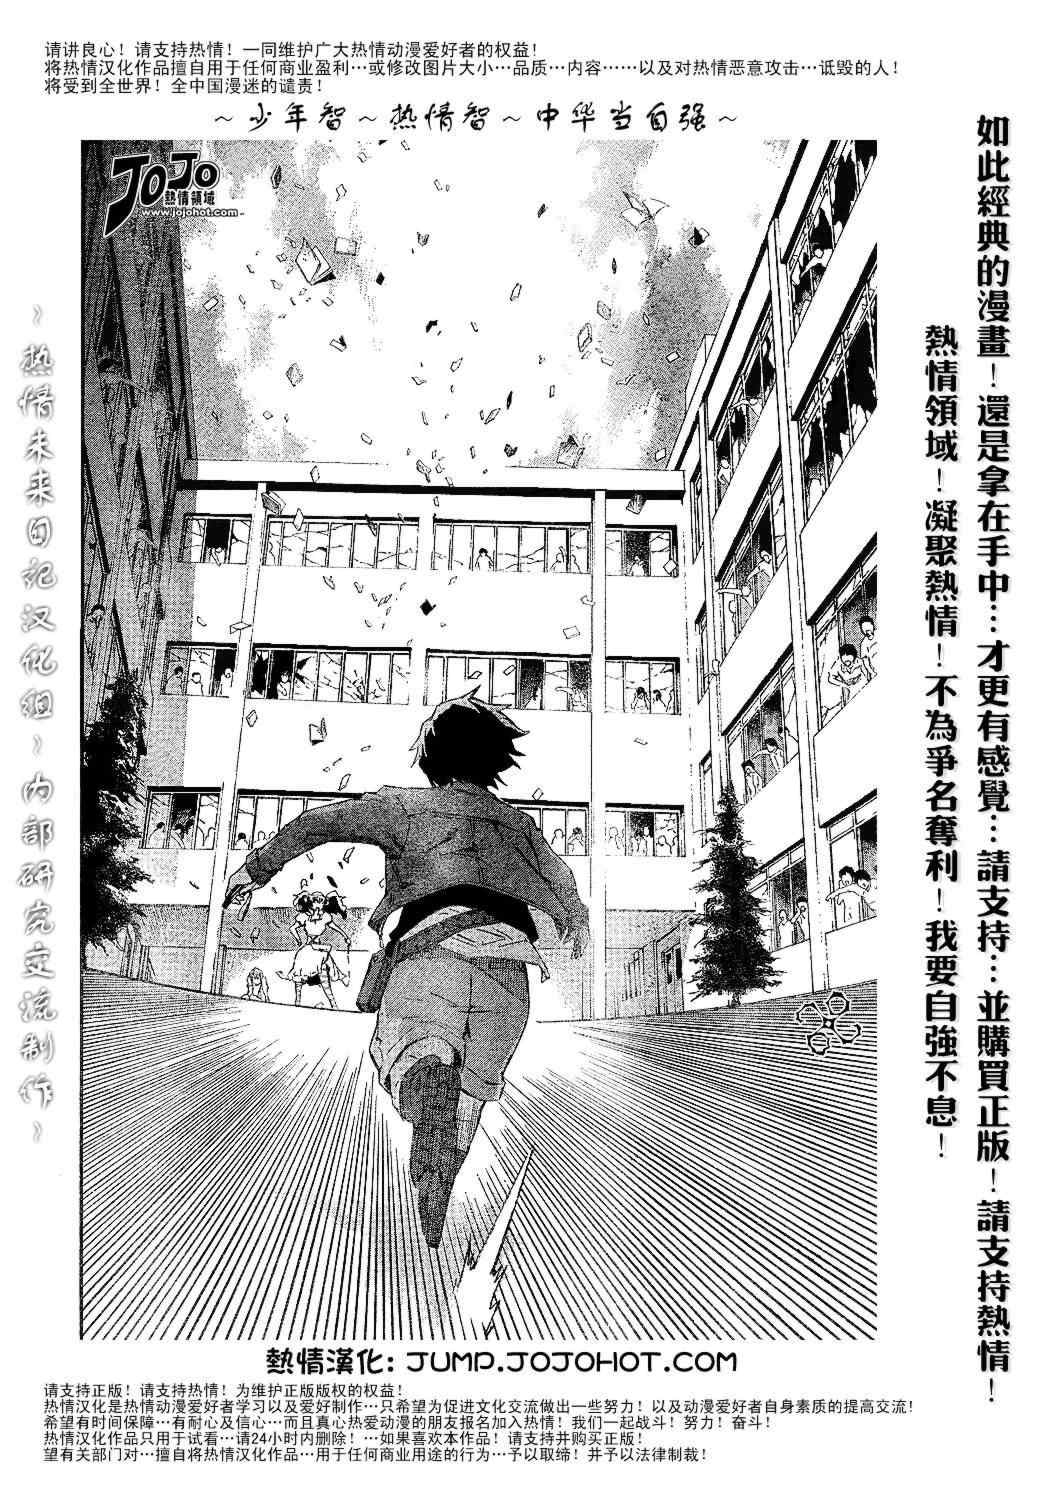 请讲良心！请支持热情！一同维护广大热情动漫爱好者的权益！
将热情汉化作品擅自用于任何商业盈利…或修改图片大小…品质…内容……以及对热情恶意攻击…诋毁的人！
将受到全世界！全中国漫迷的谴责！
～少年智～热情智～中华当自强～
JOJO
熱情領域
www.jojohot.com
如此經典的漫畫！還是拿在手中…才更有感覺…請支持…並購買正版！請支持熱情！
熱情領域！凝聚熱情！不為爭名奪利！我要自強不息！
～热情未来日记汉化组～内部研究交流制作～
熱情漢化: JUMP.JOJOHOT.COM
请支持正版！请支持热情！为维护正版版权的权益！
热情汉化是热情动漫爱好者学习以及爱好制作…只希望为促进文化交流做出一些努力！以及动漫爱好者自身素质的提高交流！
希望有时间保障…有耐心及信心…而且真心热爱动漫的朋友报名加入热情！我们一起战斗！努力！奋斗！
热情汉化作品只用于试看…请24小时内删除！…如果喜欢本作品！请支持并购买正版！
望有关部门对…擅自将热情汉化作品…用于任何商业用途的行为…予以取缔！并予以法律制裁！